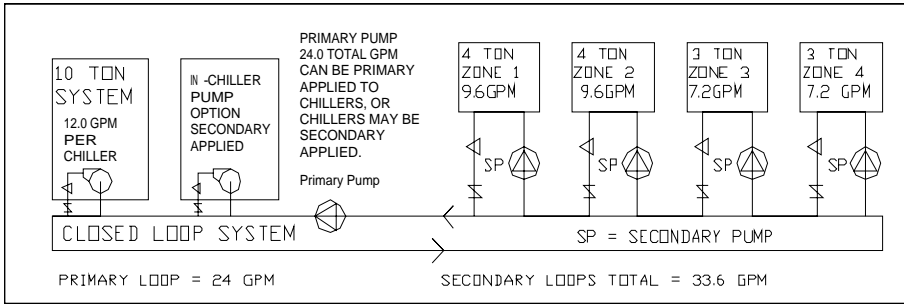 10 TON
SYSTEM
12.0 GPM
PER
CHILLER
IN -CHILLER
PUMP
OPTION
SECONDARY
APPLIED
PRIMARY PUMP
24.0 TOTAL GPM
CAN BE PRIMARY
APPLIED TO
CHILLERS, OR
CHILLERS MAY BE
SECONDARY
APPLIED.
Primary Pump
4 TON
ZONE 1
9.6GPM
4 TON
ZONE 2
9.6GPM
3 TON
ZONE 3
7.2GPM
3 TON
ZONE 4
7.2 GPM
SP
SP
SP
SP
CLOSED LOOP SYSTEM
SP = SECONDARY PUMP
PRIMARY LOOP = 24 GPM
SECONDARY LOOPS TOTAL = 33.6 GPM